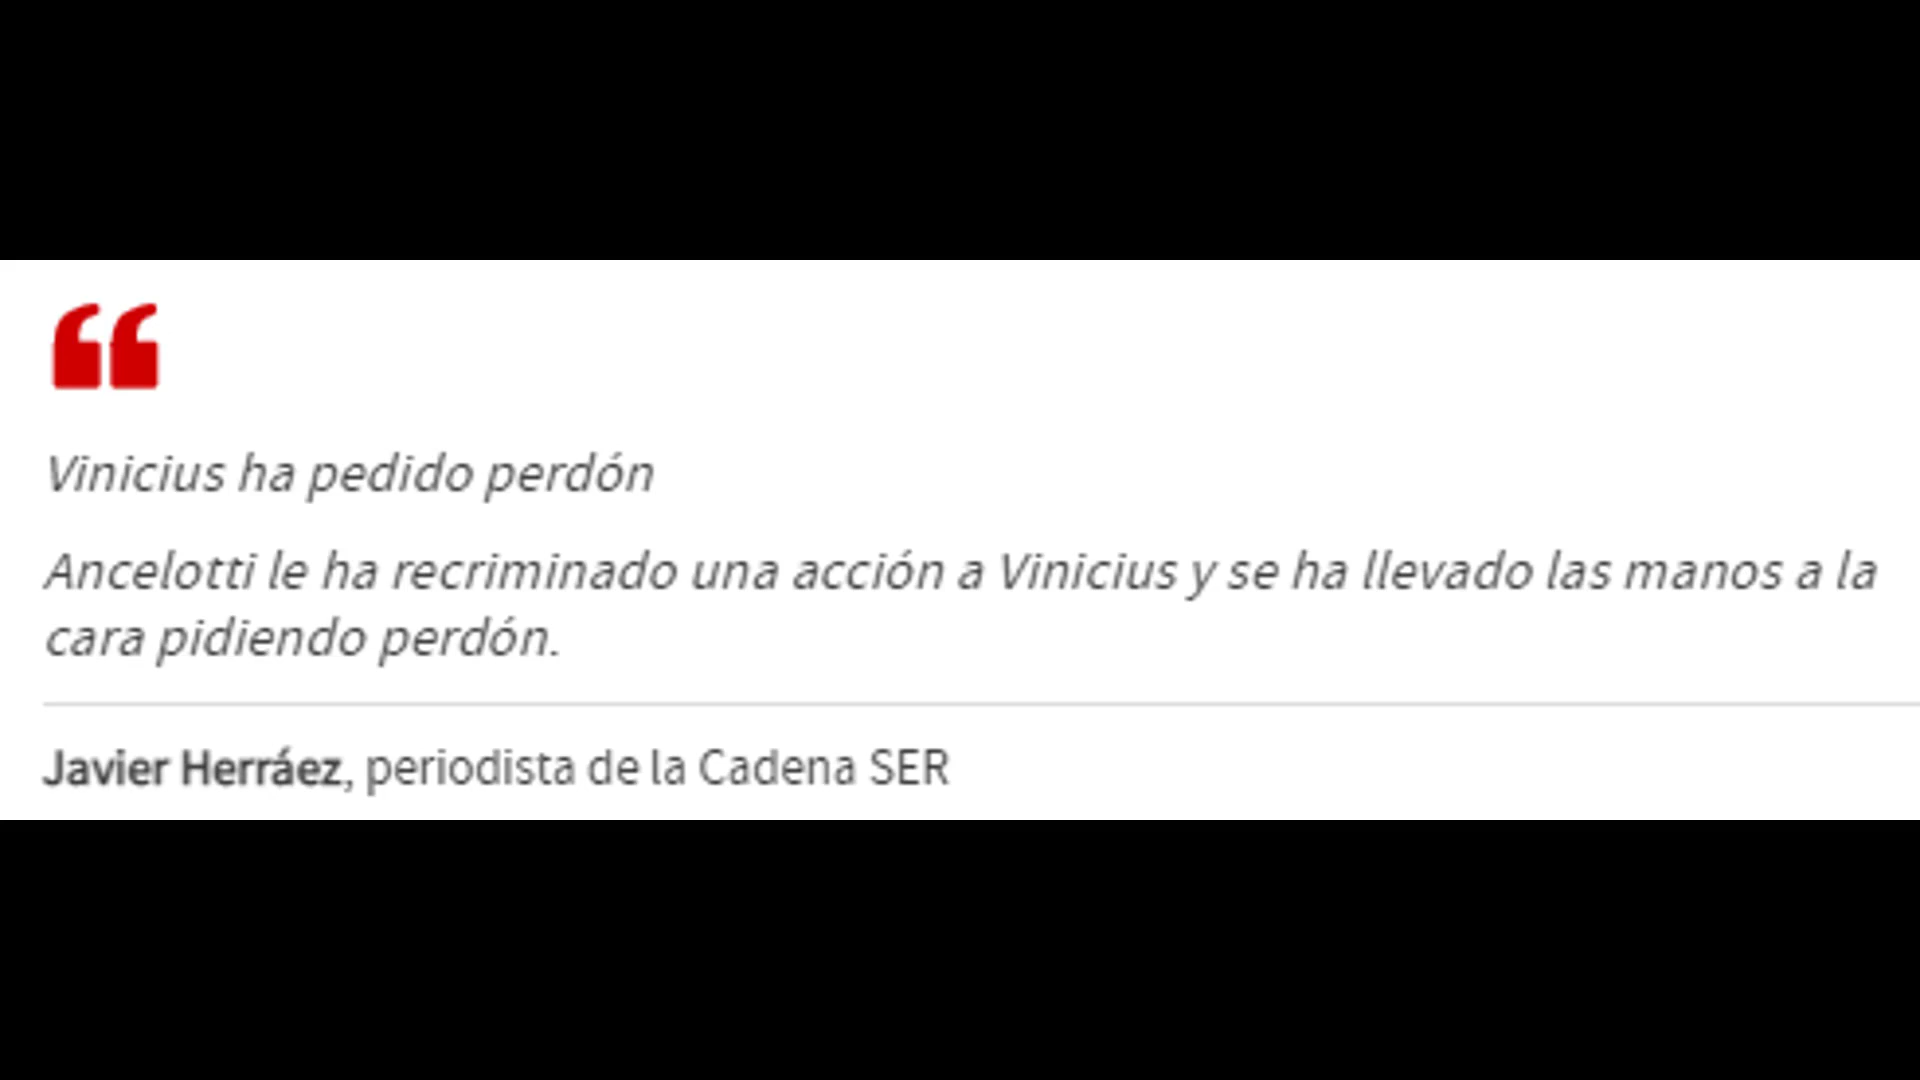 “
Vinicius ha pedido perdón
Ancelotti le ha recriminado una acción a Vinicius y se ha llevado las manos a la
cara pidiendo perdón.
Javier Herráez, periodista de la Cadena SER